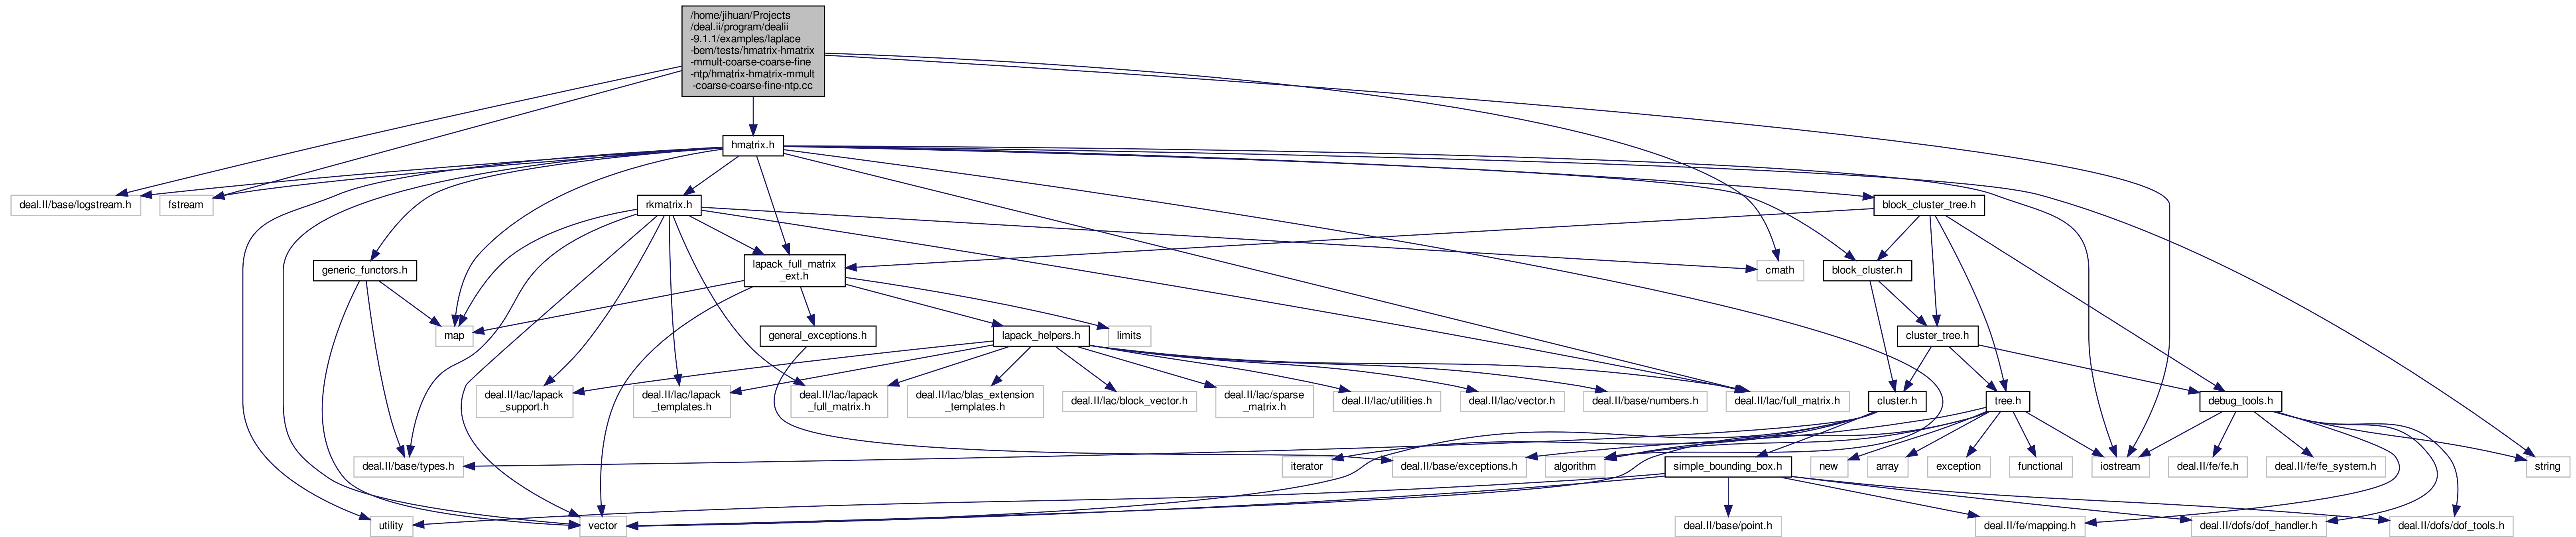 /home/jihuan/Projects
/deal.ii/program/dealii
-9.1.1/examples/laplace
-bem/tests/hmatrix-hmatrix
-mmult-coarse-coarse-fine
-ntp/hmatrix-hmatrix-mmult
-coarse-coarse-fine-ntp.cc
hmatrix.h
deal.II/base/logstream.h
fstream
rkmatrix.h
block_cluster_tree.h
generic_functors.h
lapack_full_matrix
_ext.h
cmath
block_cluster.h
map
general_exceptions.h
lapack_helpers.h
limits
cluster_tree.h
deal.II/lac/lapack
_support.h
deal.II/lac/lapack
_templates.h
deal.II/lac/lapack
_full_matrix.h
deal.II/lac/blas_extension
_templates.h
deal.II/lac/block_vector.h
deal.II/lac/sparse
_matrix.h
deal.II/lac/utilities.h
deal.II/lac/vector.h
deal.II/base/numbers.h
deal.II/lac/full_matrix.h
cluster.h
tree.h
debug_tools.h
deal.II/base/types.h
iterator
deal.II/base/exceptions.h
algorithm
simple_bounding_box.h
new
array
exception
functional
iostream
deal.II/fe/fe.h
deal.II/fe/fe_system.h
string
utility
vector
deal.II/base/point.h
deal.II/fe/mapping.h
deal.II/dofs/dof_handler.h
deal.II/dofs/dof_tools.h